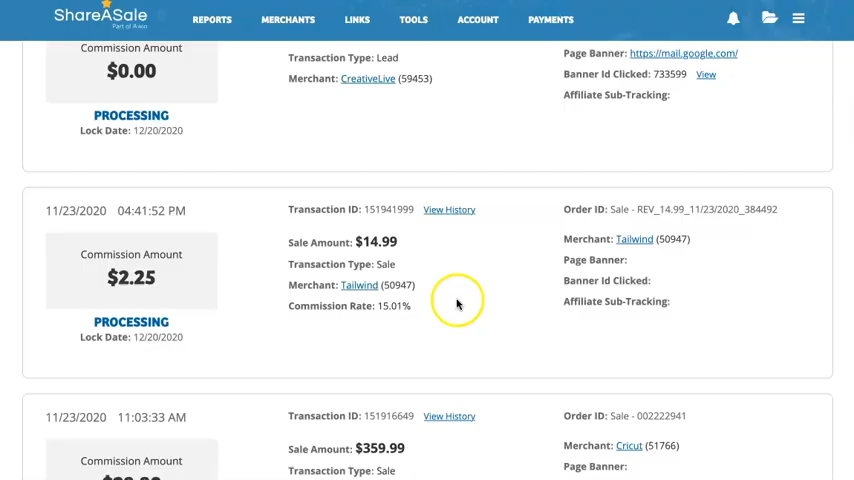 ShareASale
Part of Awin
REPORTS MERCHANTS LINKS TOOLS ACCOUNT PAYMENTS
Commission Amount
$0.00
PROCESSING
Lock Date: 12/20/2020
Transaction Type: Lead
Merchant: CreativeLive (59453)
Page Banner: https://mail.google.com/
Banner Id Clicked: 733599 View
Affiliate Sub-Tracking:
11/23/2020 04:41:52 PM
Commission Amount
$2.25
PROCESSING
Lock Date: 12/20/2020
Transaction ID: 151941999 View History
Sale Amount: $14.99
Transaction Type: Sale
Merchant: Tailwind (50947)
Commission Rate: 15.01%
Order ID: Sale - REV_14.99_11/23/2020_384492
Merchant: Tailwind (50947)
Page Banner:
Banner Id Clicked:
Affiliate Sub-Tracking:
11/23/2020 11:03:33 AM
Commission Amount
Transaction ID: 151916649 View History
Sale Amount: $359.99
Transaction Type: Sale
Order ID: Sale - 002222941
Merchant: Cricut (51766)
Page Banner: